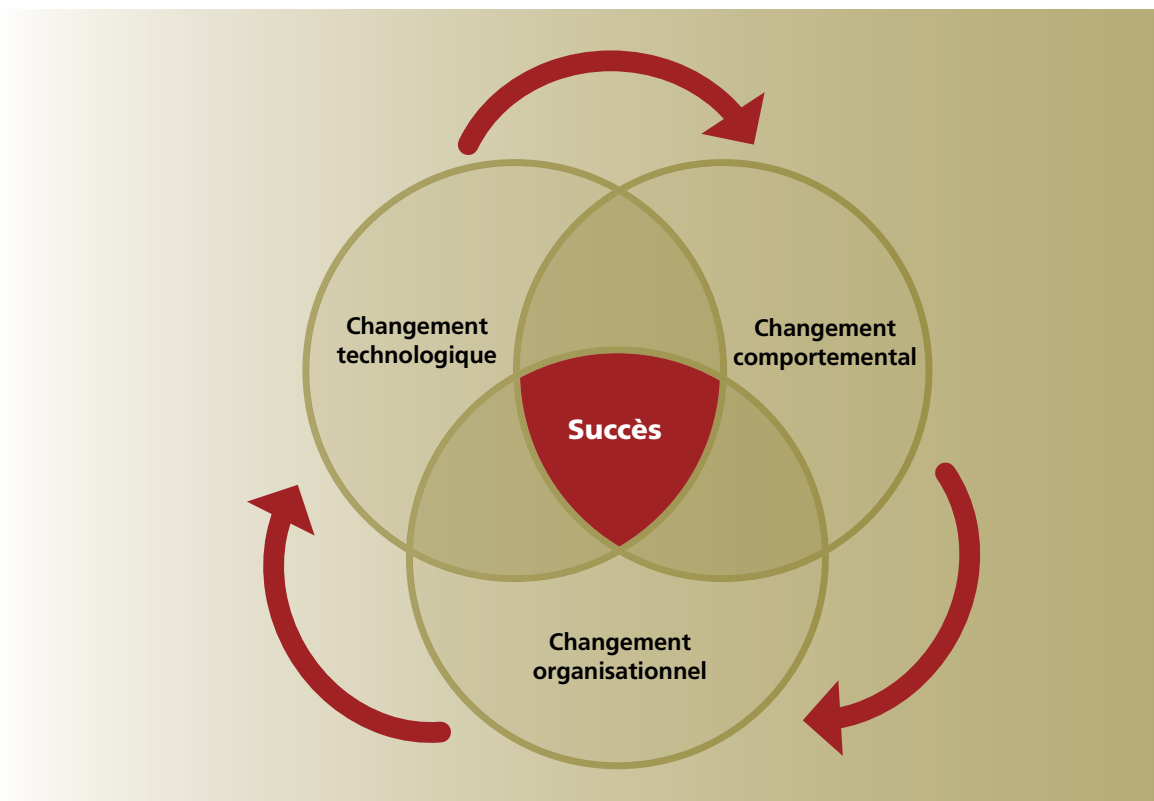 Changement
technologique
Changement
comportemental
Succès
Changement
organisationnel